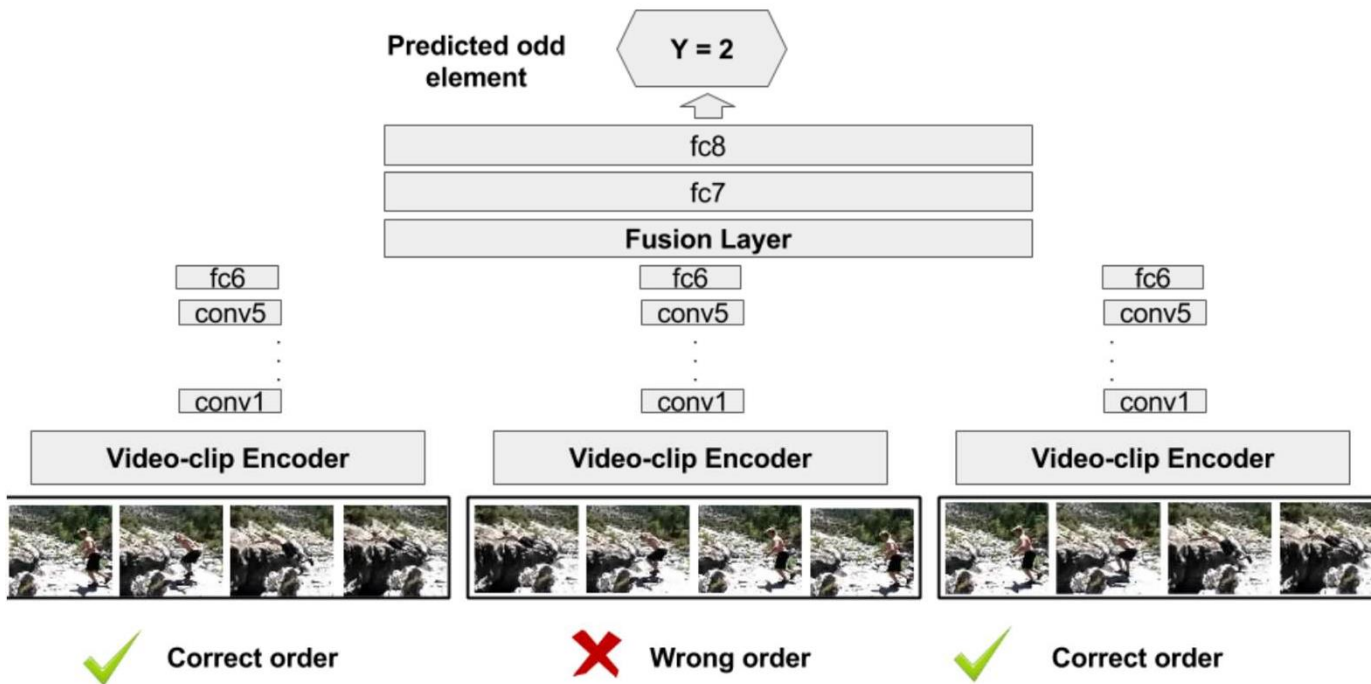 Predicted odd
element
Y = 2
fc8
fc7
Fusion Layer
fc6
fc6
fc6
conv5
conv5
conv5
conv1
conv1
conv1
Video-clip Encoder
Video-clip Encoder
Video-clip Encoder
Correct order
Wrong order
Correct order